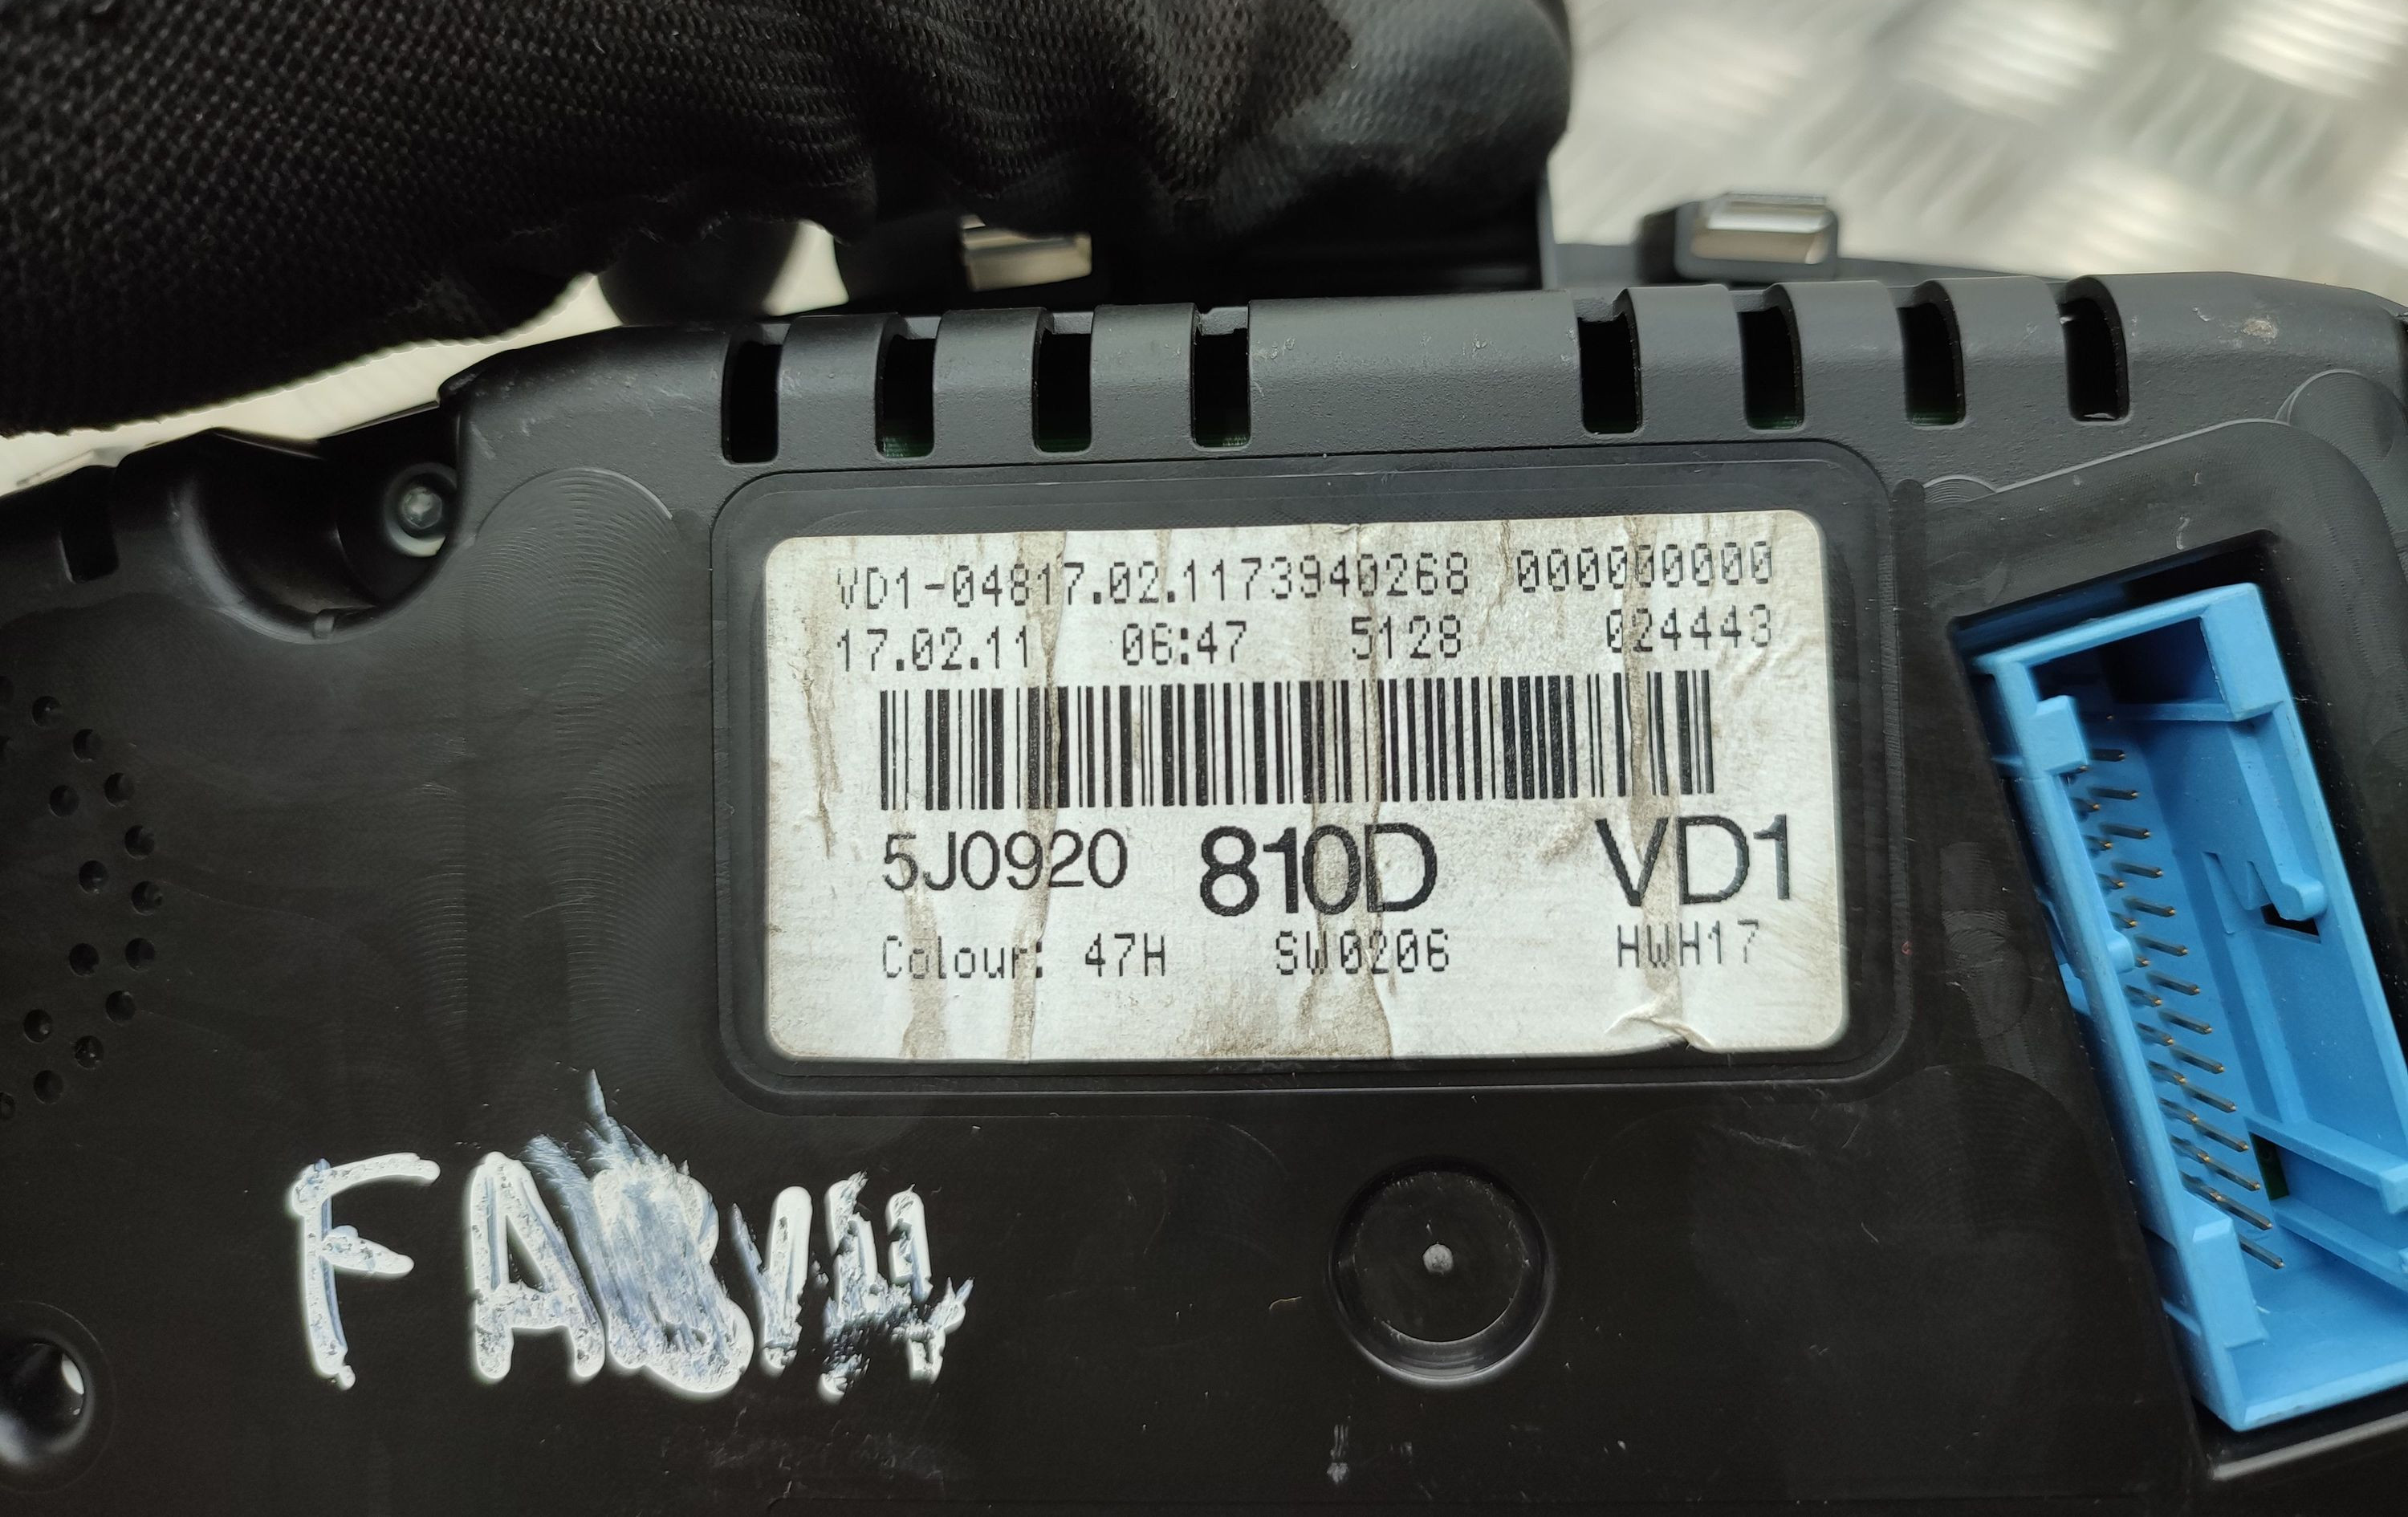 VD1-04817.02.1173940268 000000000
17.02.11 06:47 5128 024443
5J0920 810D VD1
Colour: 47H SW0206 HWH17
FABIA